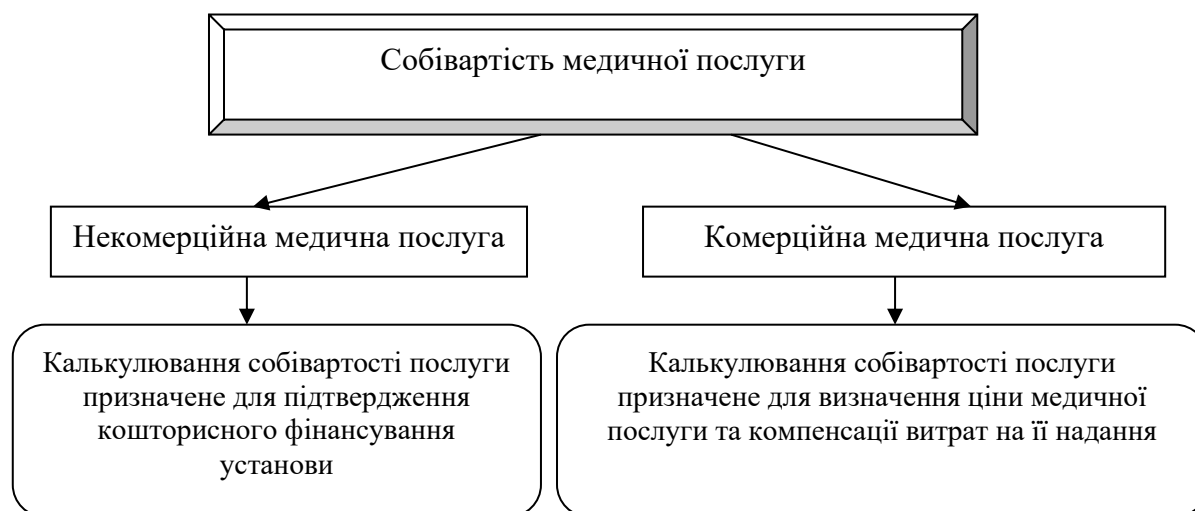 Собівартість медичної послуги
Некомерційна медична послуга
Комерційна медична послуга
Калькулювання собівартості послуги
призначене для підтвердження
кошторисного фінансування
установи
Калькулювання собівартості послуги
призначене для визначення ціни медичної
послуги та компенсації витрат на її надання